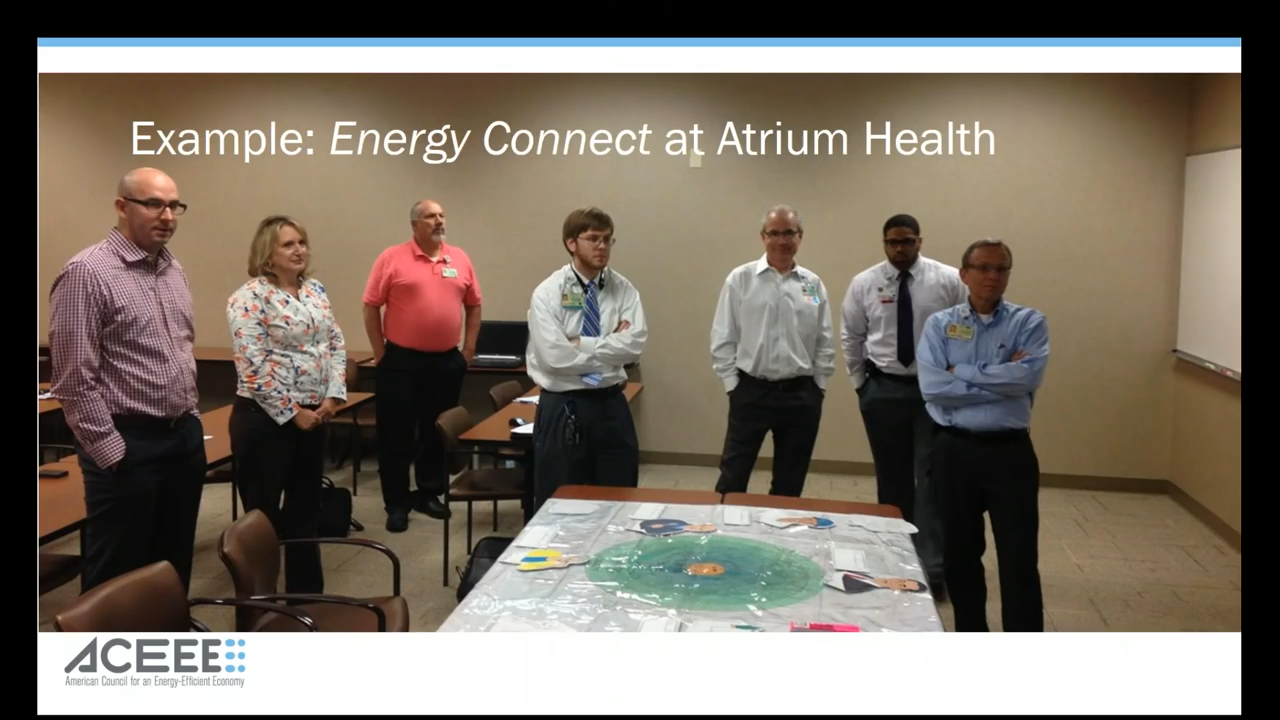 Example: Energy Connect at Atrium Health
ACEEE
American Council for an Energy-Efficient Economy